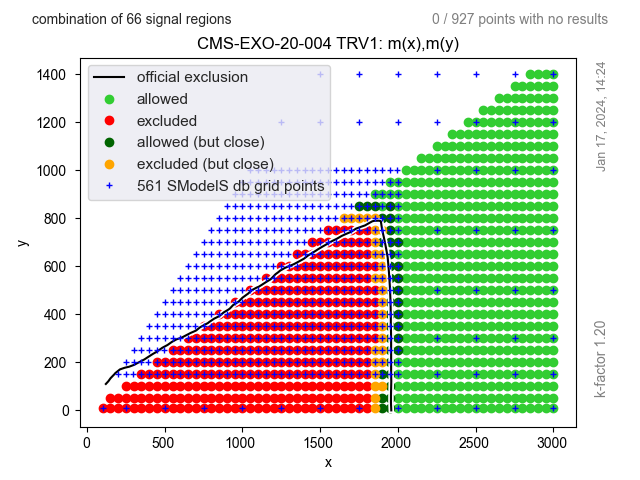 combination of 66 signal regions
0 / 927 points with no results
CMS-EXO-20-004 TRV1: m(x),m(y)
official exclusion
allowed
excluded
allowed (but close)
excluded (but close)
561 SModelS db grid points
1400
1200
1000
800
600
400
200
0
y
0
500
1000
1500
2000
2500
3000
x
Jan 17, 2024, 14:24
k-factor 1.20